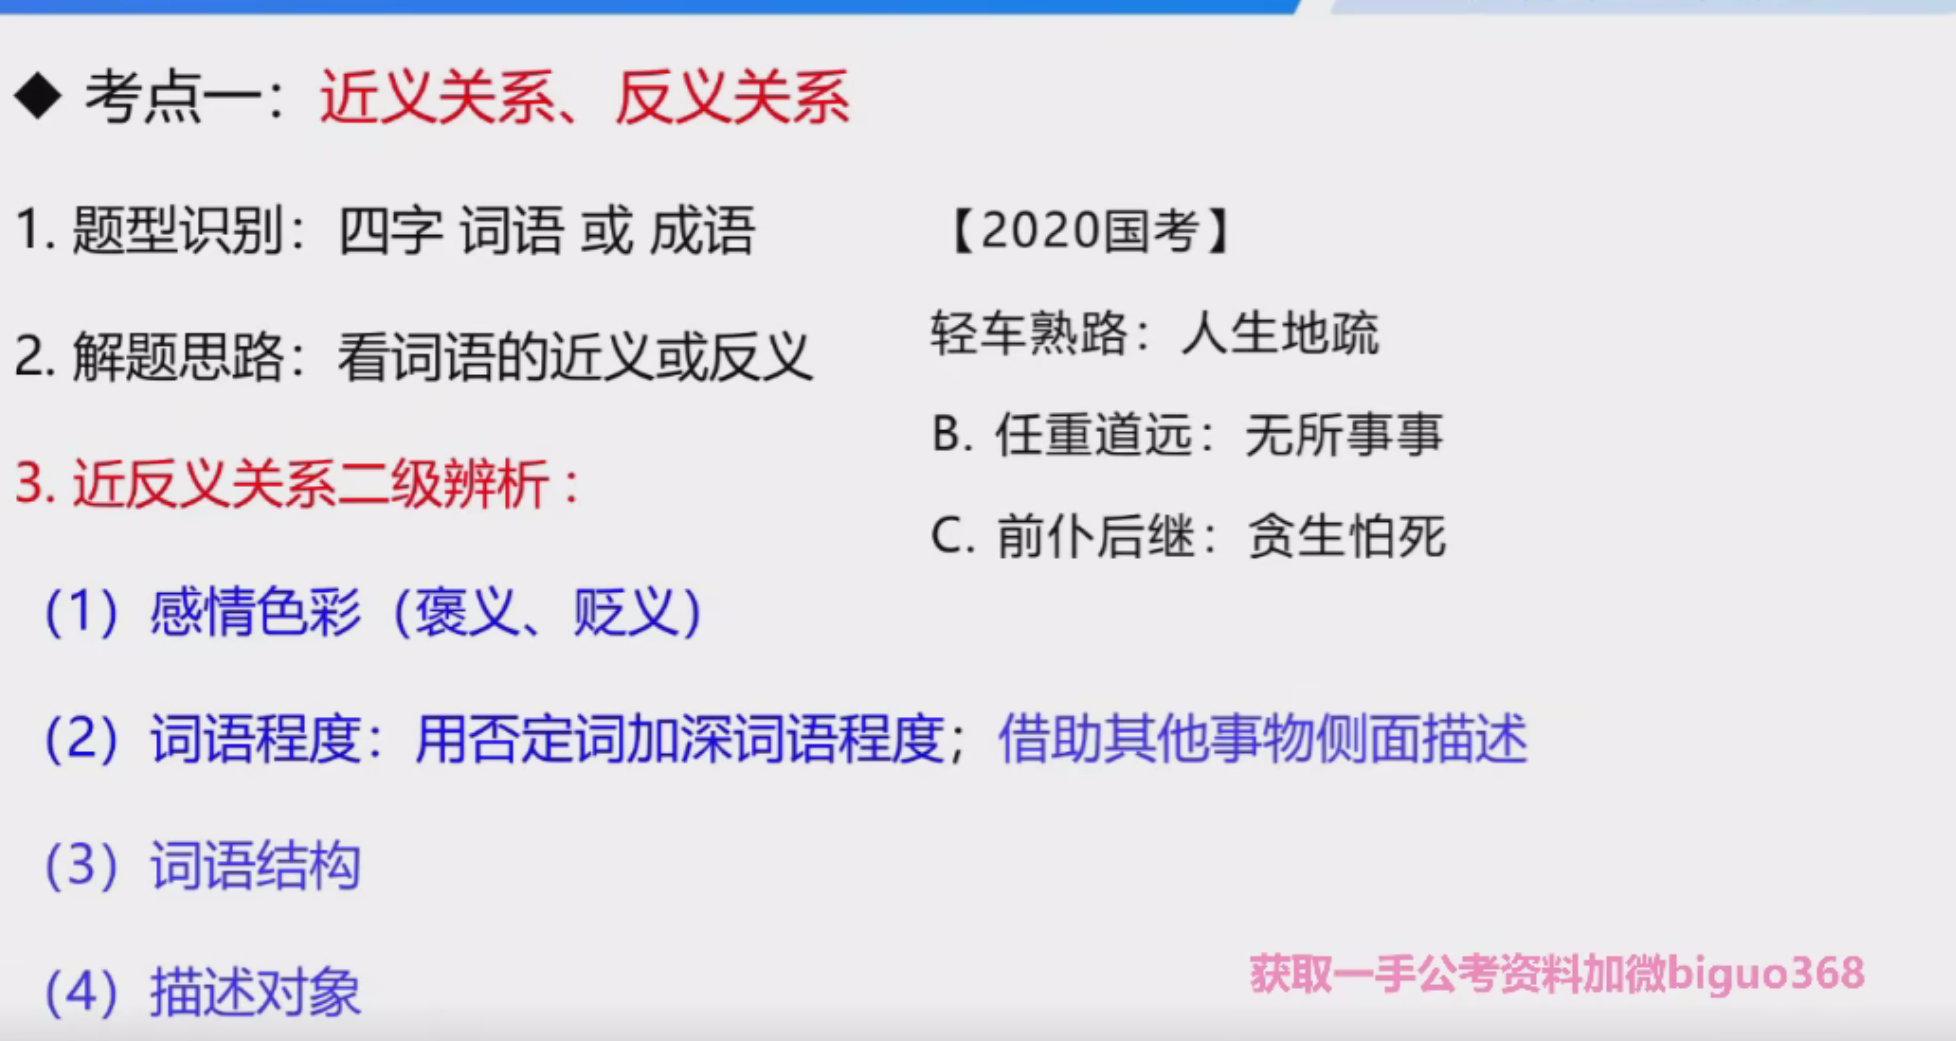 ◆ 考点一：近义关系、反义关系
1. 题型识别：四字 词语 或 成语
2. 解题思路：看词语的近义或反义
3. 近反义关系二级辨析：
（1）感情色彩（褒义、贬义）
（2）词语程度：用否定词加深词语程度；借助其他事物侧面描述
（3）词语结构
（4）描述对象
【2020国考】
轻车熟路：人生地疏
B. 任重道远：无所事事
C. 前仆后继：贪生怕死
获取一手公考资料加微biguo368